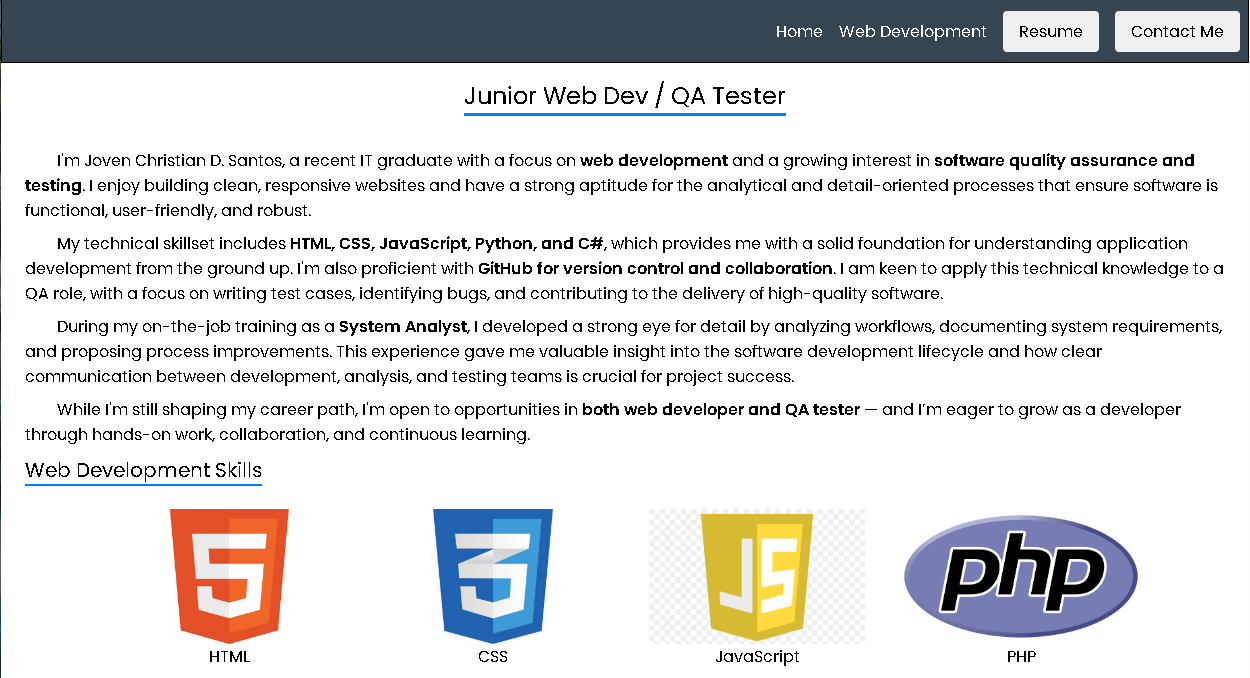 Home Web Development Resume Contact Me
Junior Web Dev / QA Tester
I'm Joven Christian D. Santos, a recent IT graduate with a focus on web development and a growing interest in software quality assurance and
testing. I enjoy building clean, responsive websites and have a strong aptitude for the analytical and detail-oriented processes that ensure software is
functional, user-friendly, and robust.
My technical skillset includes HTML, CSS, JavaScript, Python, and C#, which provides me with a solid foundation for understanding application
development from the ground up. I'm also proficient with GitHub for version control and collaboration. I am keen to apply this technical knowledge to a
QA role, with a focus on writing test cases, identifying bugs, and contributing to the delivery of high-quality software.
During my on-the-job training as a System Analyst, I developed a strong eye for detail by analyzing workflows, documenting system requirements,
and proposing process improvements. This experience gave me valuable insight into the software development lifecycle and how clear
communication between development, analysis, and testing teams is crucial for project success.
While I'm still shaping my career path, I'm open to opportunities in both web developer and QA tester — and I’m eager to grow as a developer
through hands-on work, collaboration, and continuous learning.
Web Development Skills
5 3 JS php
HTML CSS JavaScript PHP